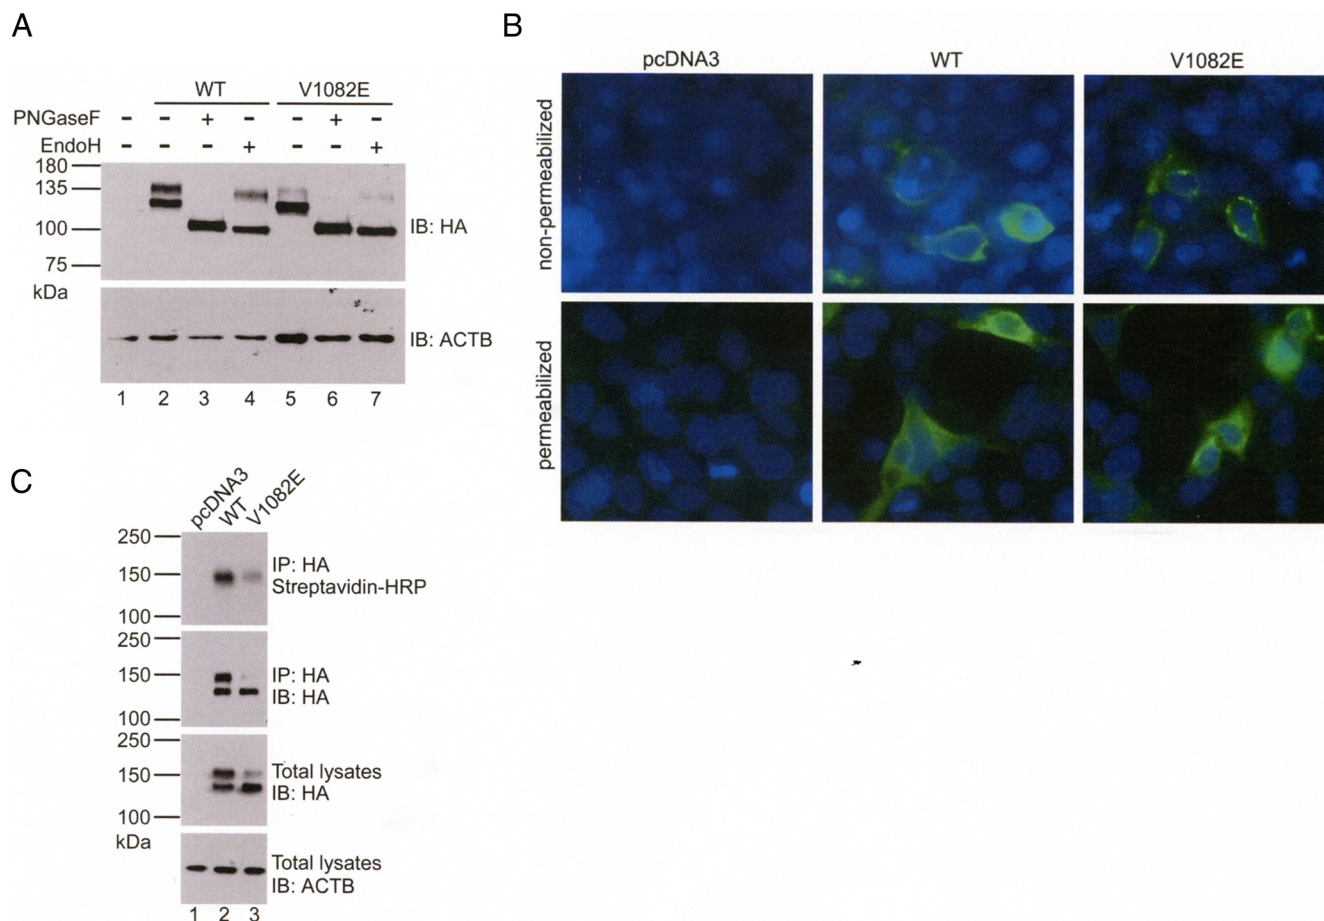 A
WT V1082E
PNGaseF - - + - - + -
EndoH - - - + - - +
180
135
100
75
kDa
IB: HA
IB: ACTB
1 2 3 4 5 6 7
B
pcDNA3 WT V1082E
non-permeabilized
permeabilized
C
pcDNA3 WT V1082E
250
150
100
IP: HA
Streptavidin-HRP
250
150
100
IP: HA
IB: HA
250
150
100
kDa
Total lysates
IB: HA
Total lysates
IB: ACTB
1 2 3